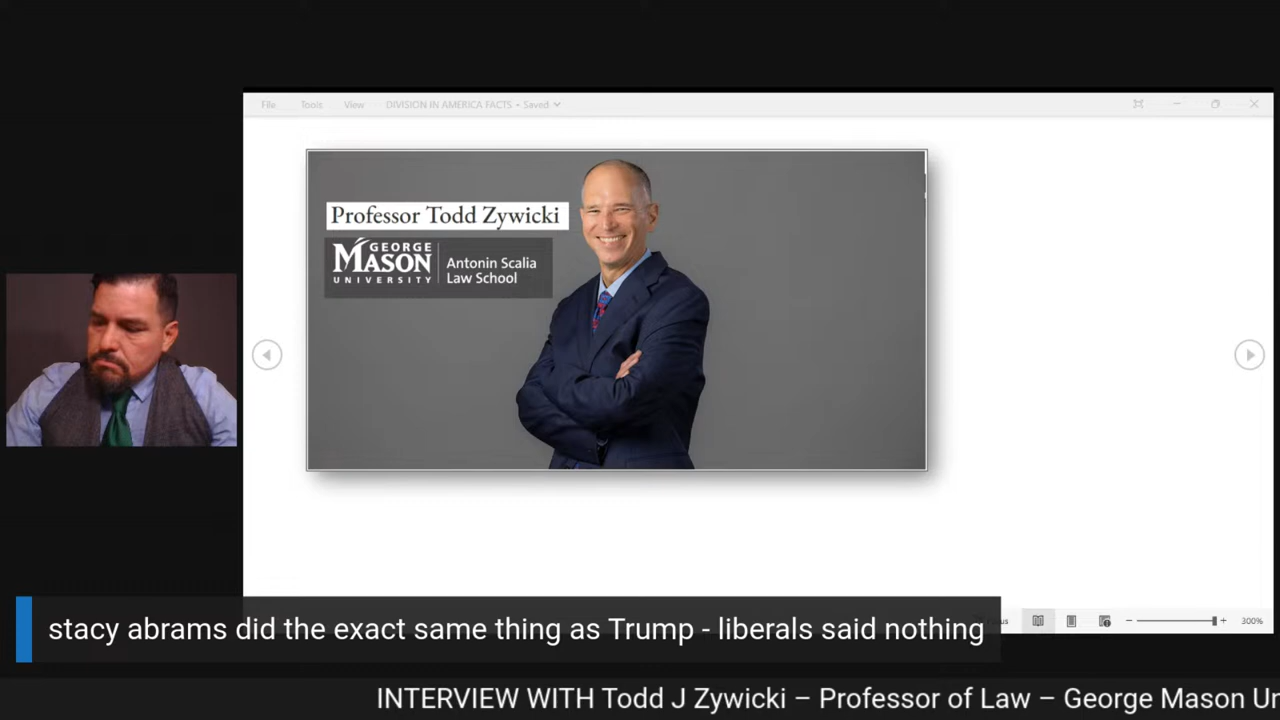 File Tools View DIVISION IN AMERICA FACTS • Saved
Professor Todd Zywicki
GEORGE
MASON
UNIVERSITY
Antonin Scalia
Law School
stacy abrams did the exact same thing as Trump - liberals said nothing
300%
INTERVIEW WITH Todd J Zywicki – Professor of Law – George Mason Un